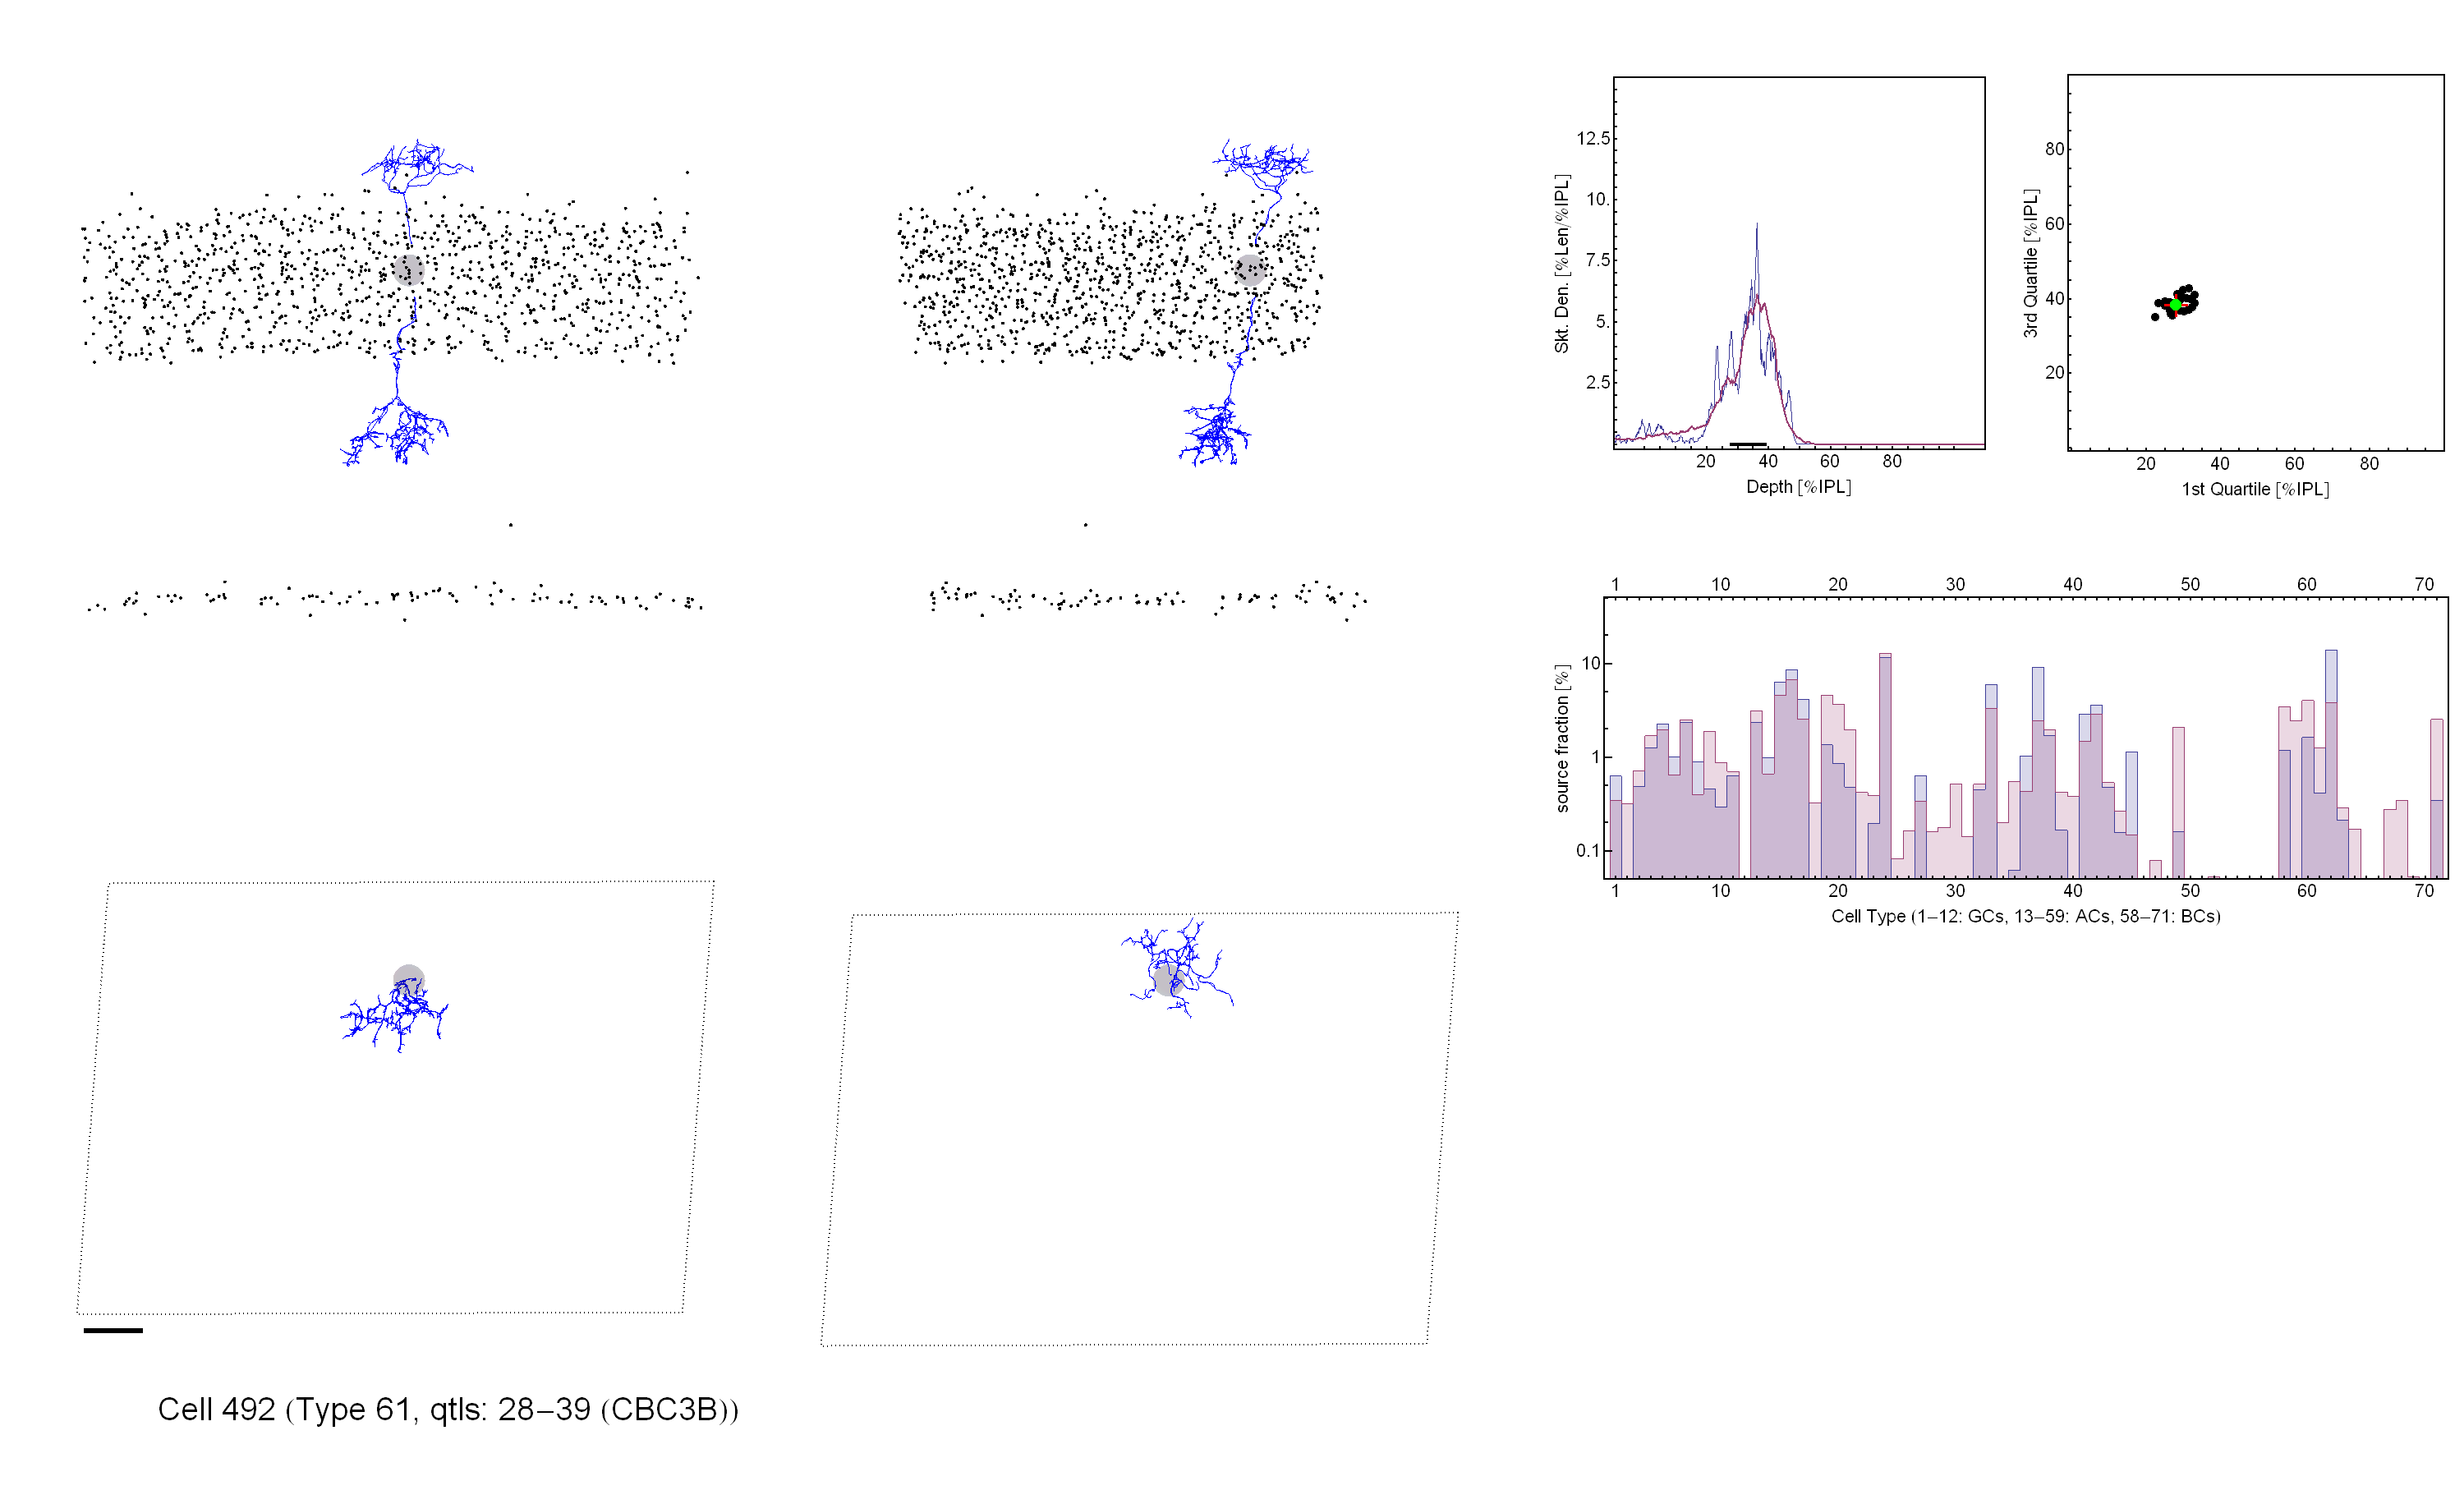 12.5
10.
7.5
5.
2.5
Skt. Den. [%Len/%IPL]
20 40 60 80
Depth [%IPL]
80
60
40
20
3rd Quartile [%IPL]
20 40 60 80
1st Quartile [%IPL]
1 10 20 30 40 50 60 70
10
1
0.1
source fraction [%]
1 10 20 30 40 50 60 70
Cell Type (1–12: GCs, 13–59: ACs, 58–71: BCs)
Cell 492 (Type 61, qtls: 28–39 (CBC3B))